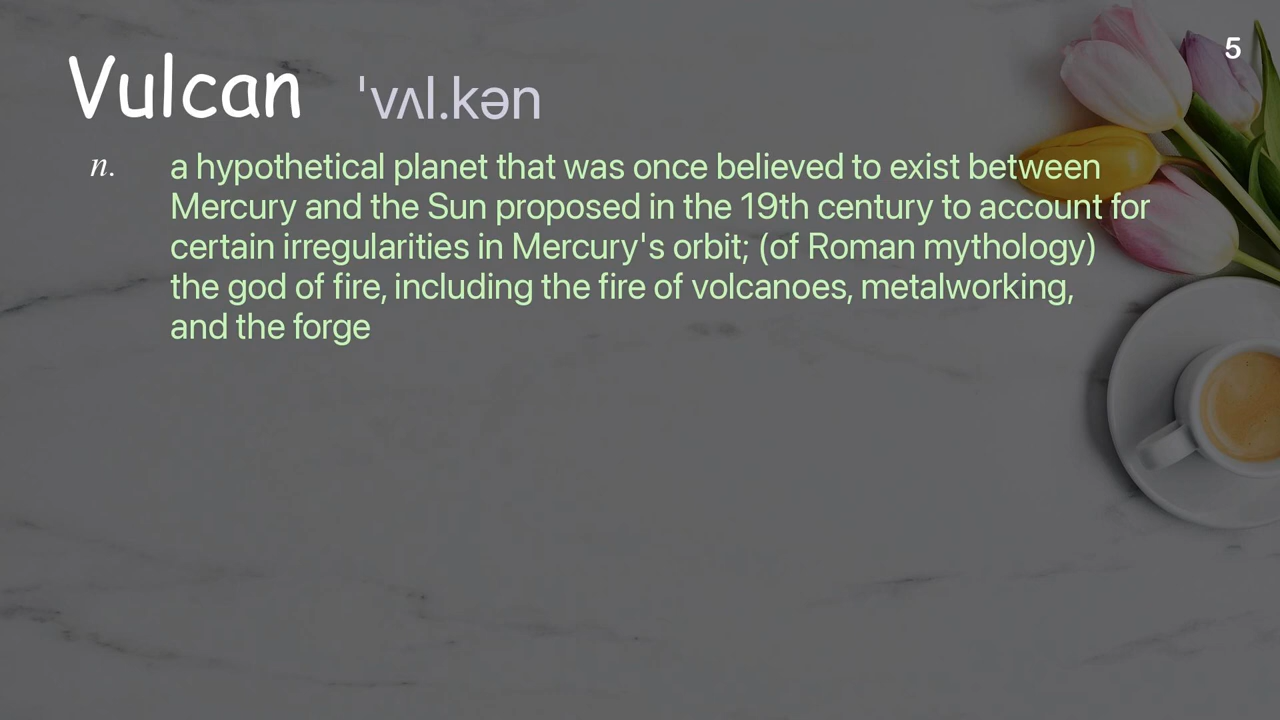 5
Vulcan ˈvʌl.kən
n. a hypothetical planet that was once believed to exist between
Mercury and the Sun proposed in the 19th century to account for
certain irregularities in Mercury's orbit; (of Roman mythology)
the god of fire, including the fire of volcanoes, metalworking,
and the forge